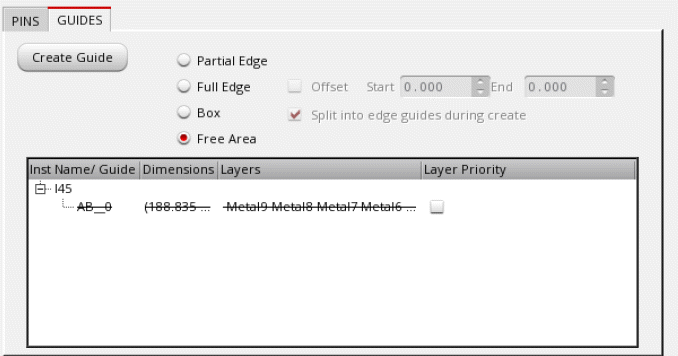 PINS GUIDES
Create Guide
Partial Edge
Full Edge Offset Start 0.000 End 0.000
Box Split into edge guides during create
Free Area
Inst Name/ Guide Dimensions Layers Layer Priority
I45
AB__0 (188.835 ... Metal9 Metal8 Metal7 Metal6 ...